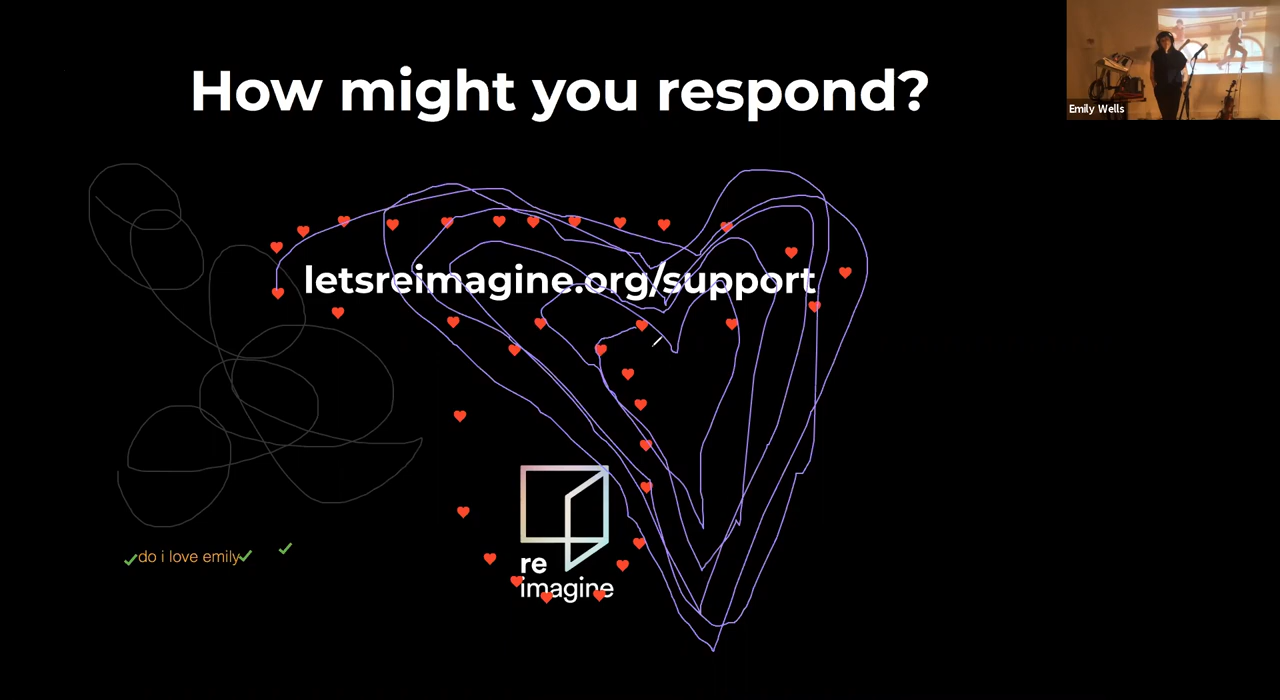 How might you respond?
Emily Wells
letsreimagine.org/support
do i love emily
re
imagine